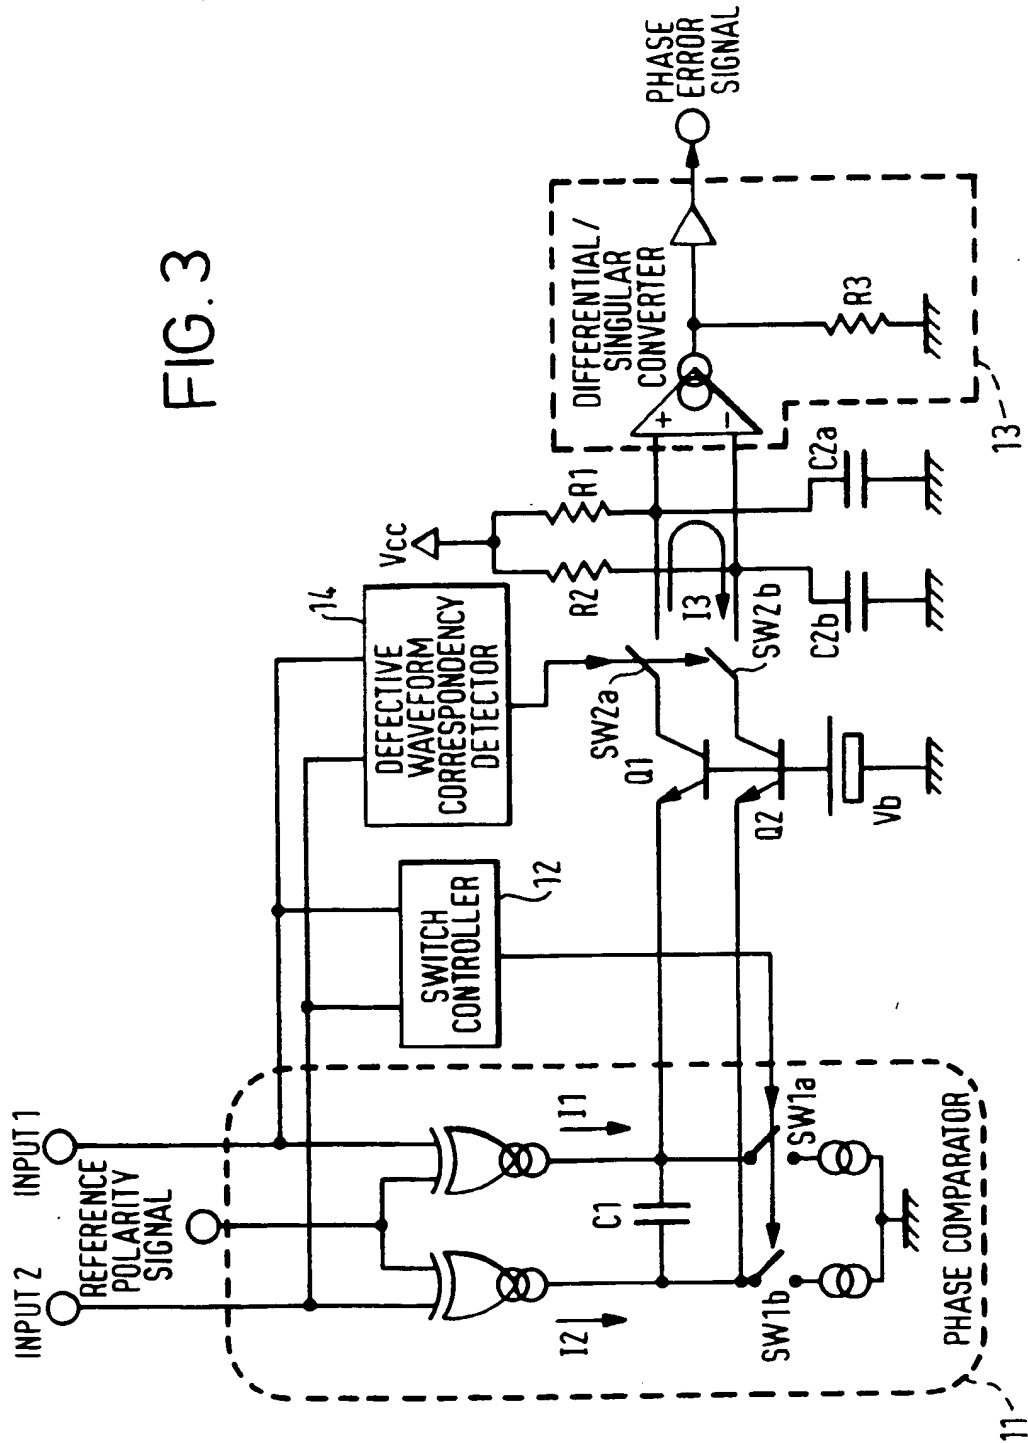 FIG. 3
INPUT 1
INPUT 2
REFERENCE
POLARITY
SIGNAL
I1
I2
C1
SW1a
SW1b
PHASE COMPARATOR
11
SWITCH
CONTROLLER
12
DEFECTIVE
WAVEFORM
CORRESPONDENCY
DETECTOR
14
SW2a
SW2b
Q1
Q2
Vb
Vcc
R1
R2
I3
C2a
C2b
DIFFERENTIAL/
SINGULAR
CONVERTER
+
−
R3
13
PHASE
ERROR
SIGNAL